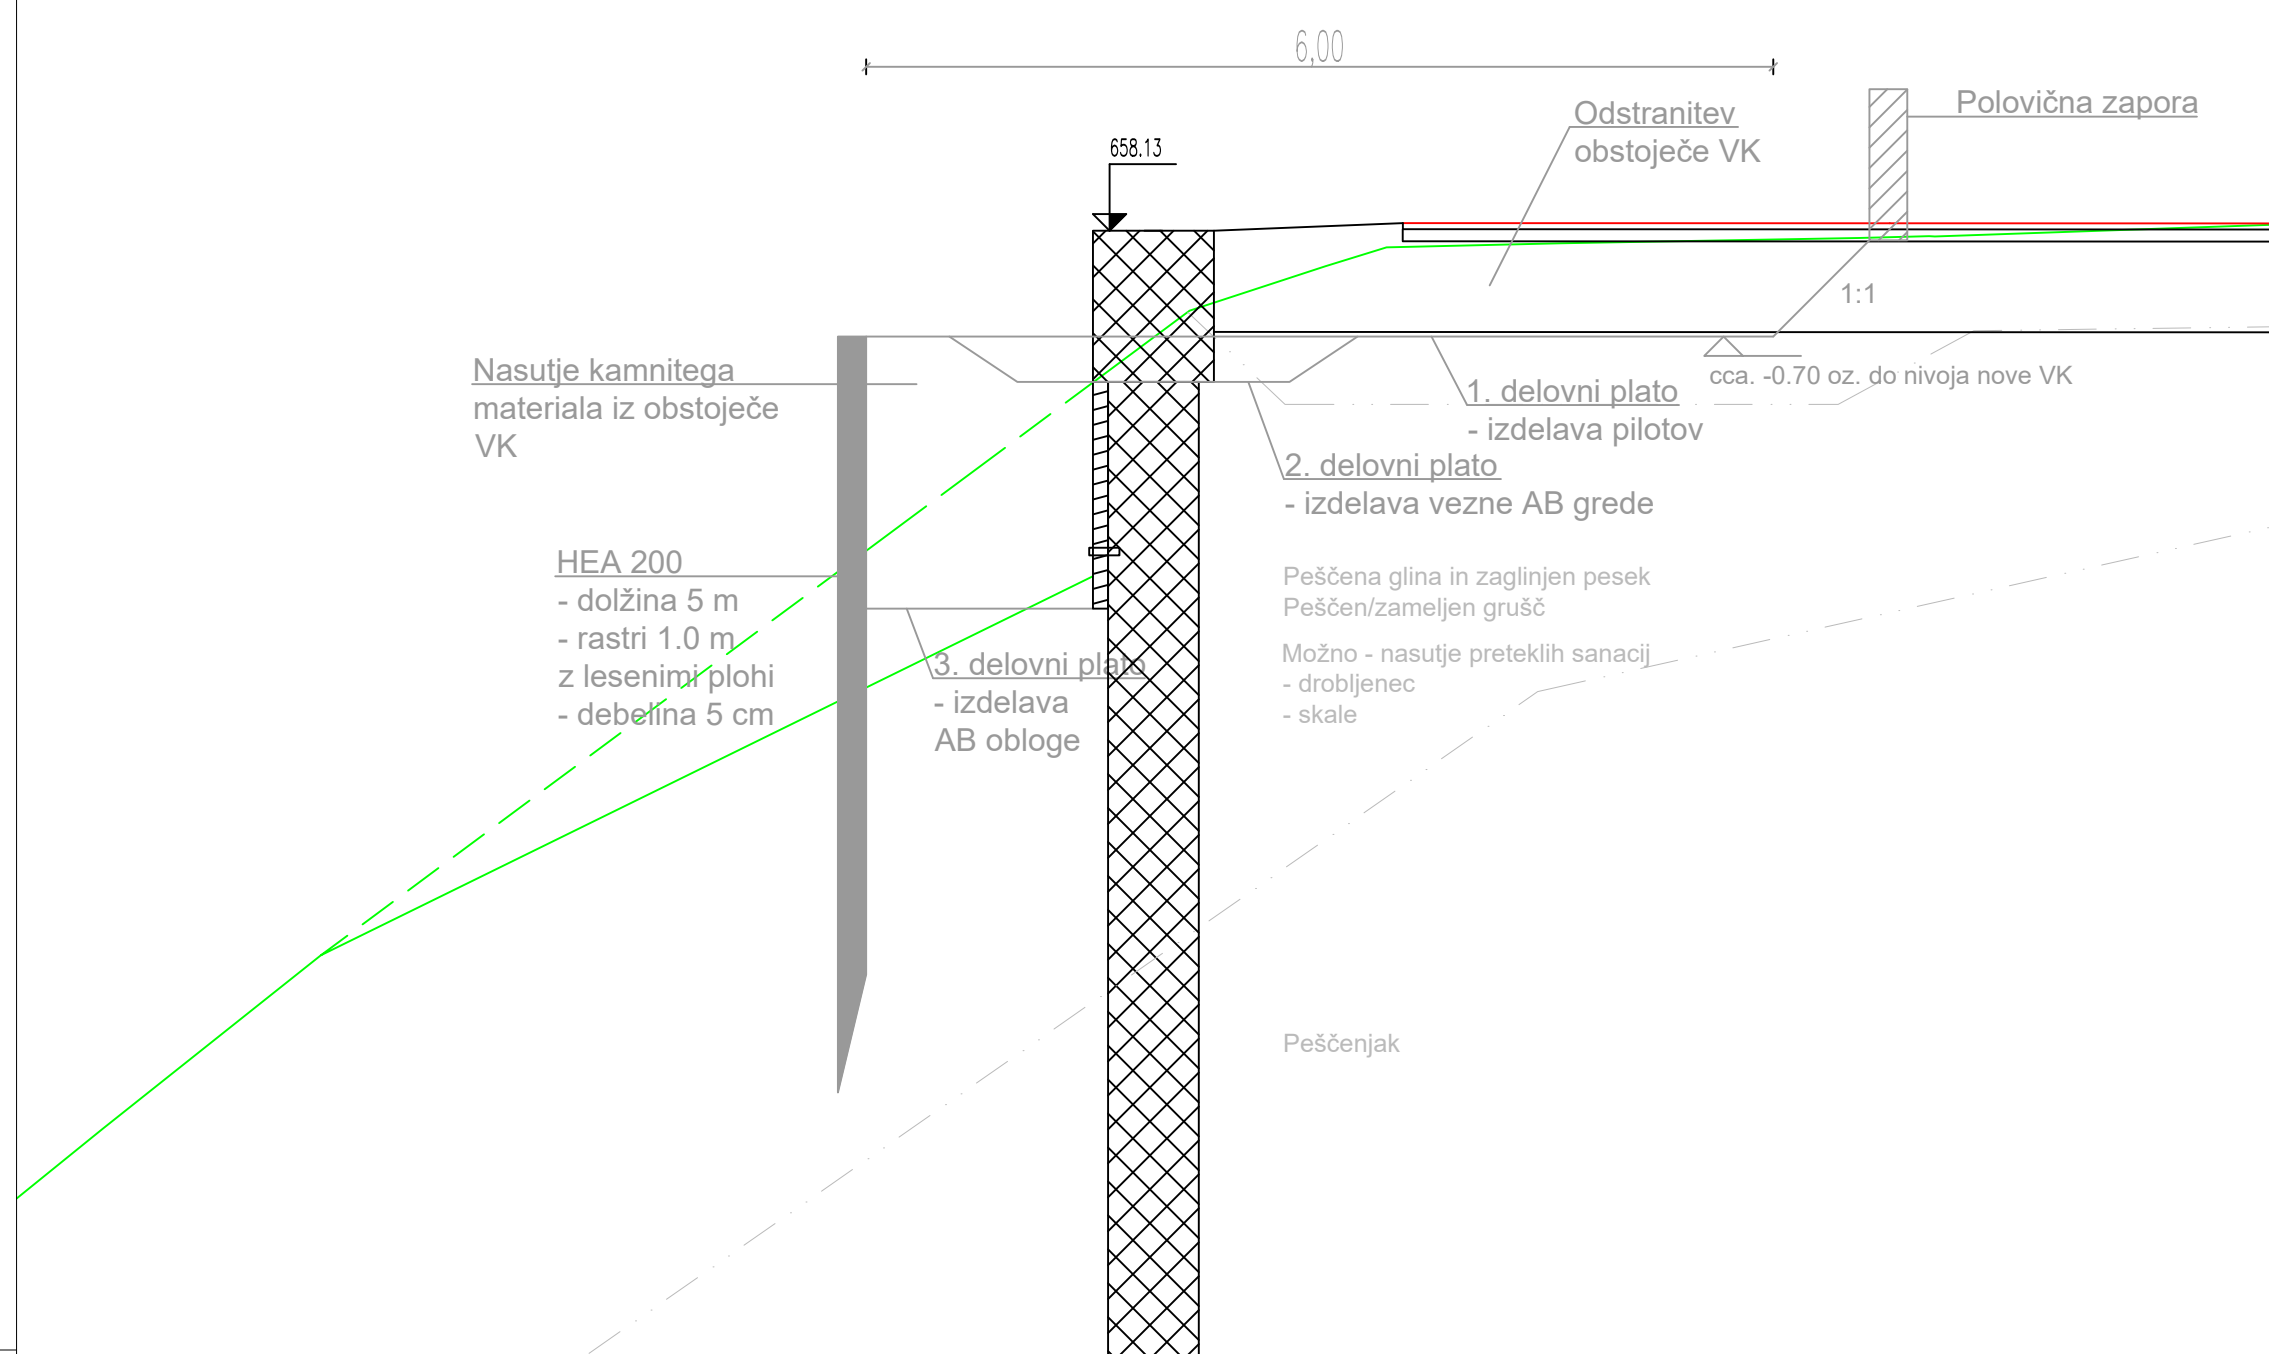 6,00
658.13
Odstranitev
obstoječe VK
Polovična zapora
1:1
cca. -0.70 oz. do nivoja nove VK
Nasutje kamnitega
materiala iz obstoječe
VK
1. delovni plato
- izdelava pilotov
2. delovni plato
- izdelava vezne AB grede
HEA 200
- dolžina 5 m
- rastri 1.0 m
z lesenimi plohi
- debelina 5 cm
3. delovni plato
- izdelava
AB obloge
Peščena glina in zaglinjen pesek
Peščen/zameljen grušč
Možno - nasutje preteklih sanacij
- drobljenec
- skale
Peščenjak